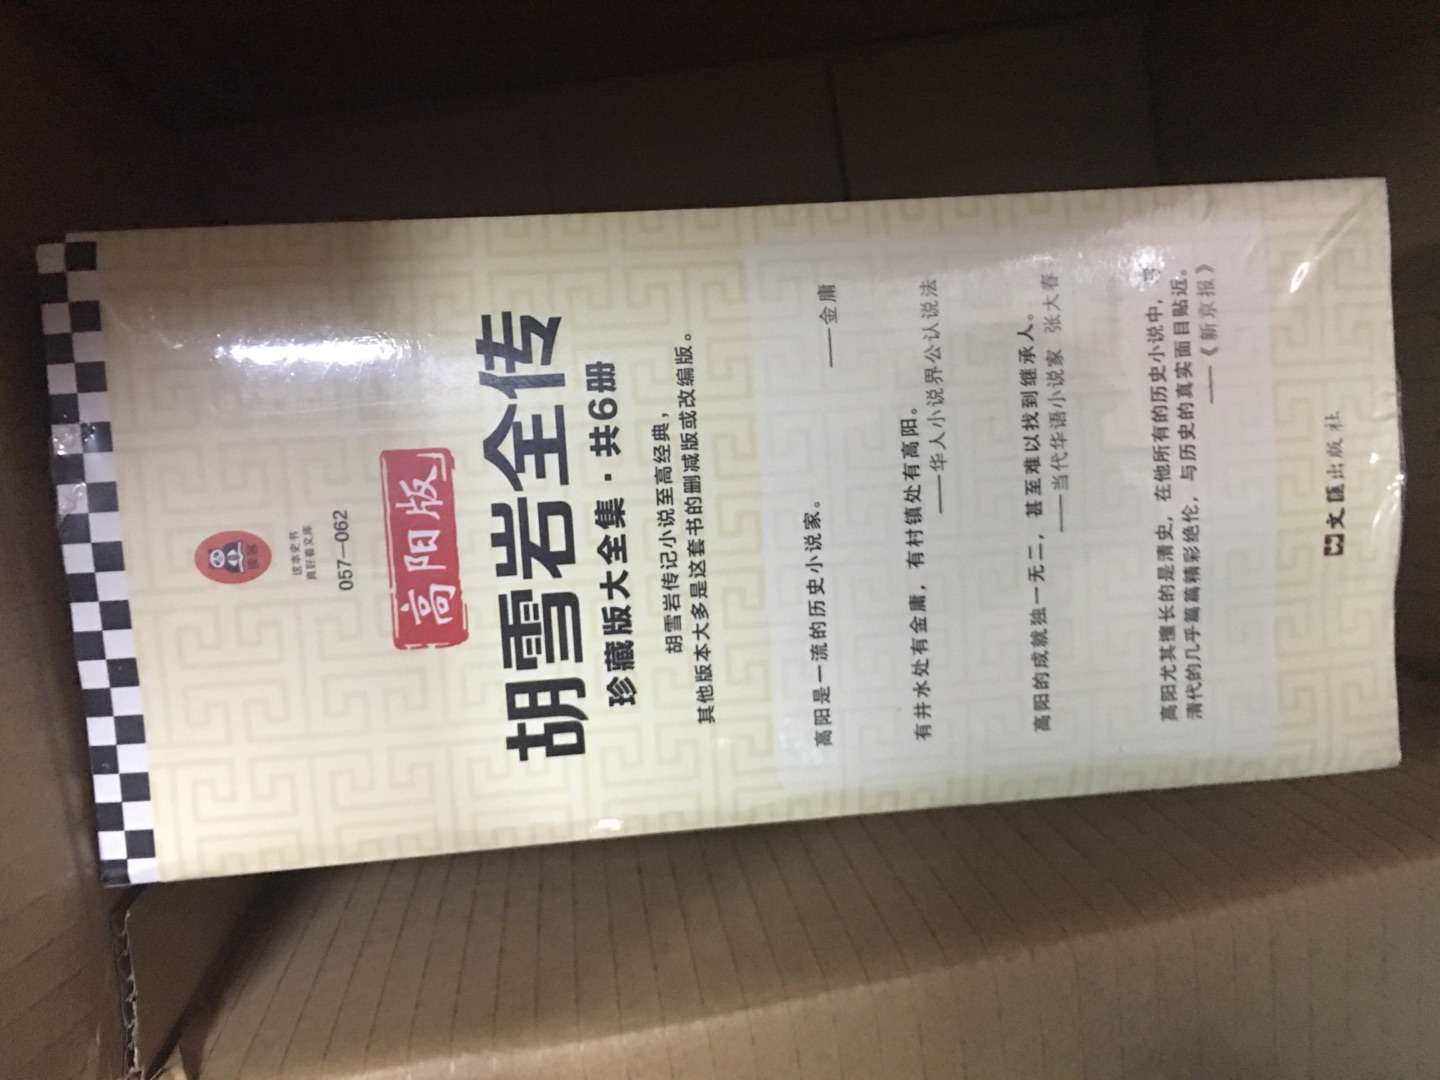 读客
这本史书
真好看文库
057—062
高阳版
胡雪岩全传
珍藏版大全集·共6册
胡雪岩传记小说至高经典，
其他版本大多是这套书的删减版或改编版。
高阳是一流的历史小说家。
——金庸
有井水处有金庸，有村镇处有高阳。
——华人小说界公认说法
高阳的成就独一无二，甚至难以找到继承人。
——当代华语小说家 张大春
高阳尤其擅长的是清史，在他所有的历史小说中，
清代的几乎篇篇精彩绝伦，与历史的真实面目贴近。
——《新京报》
文匯出版社